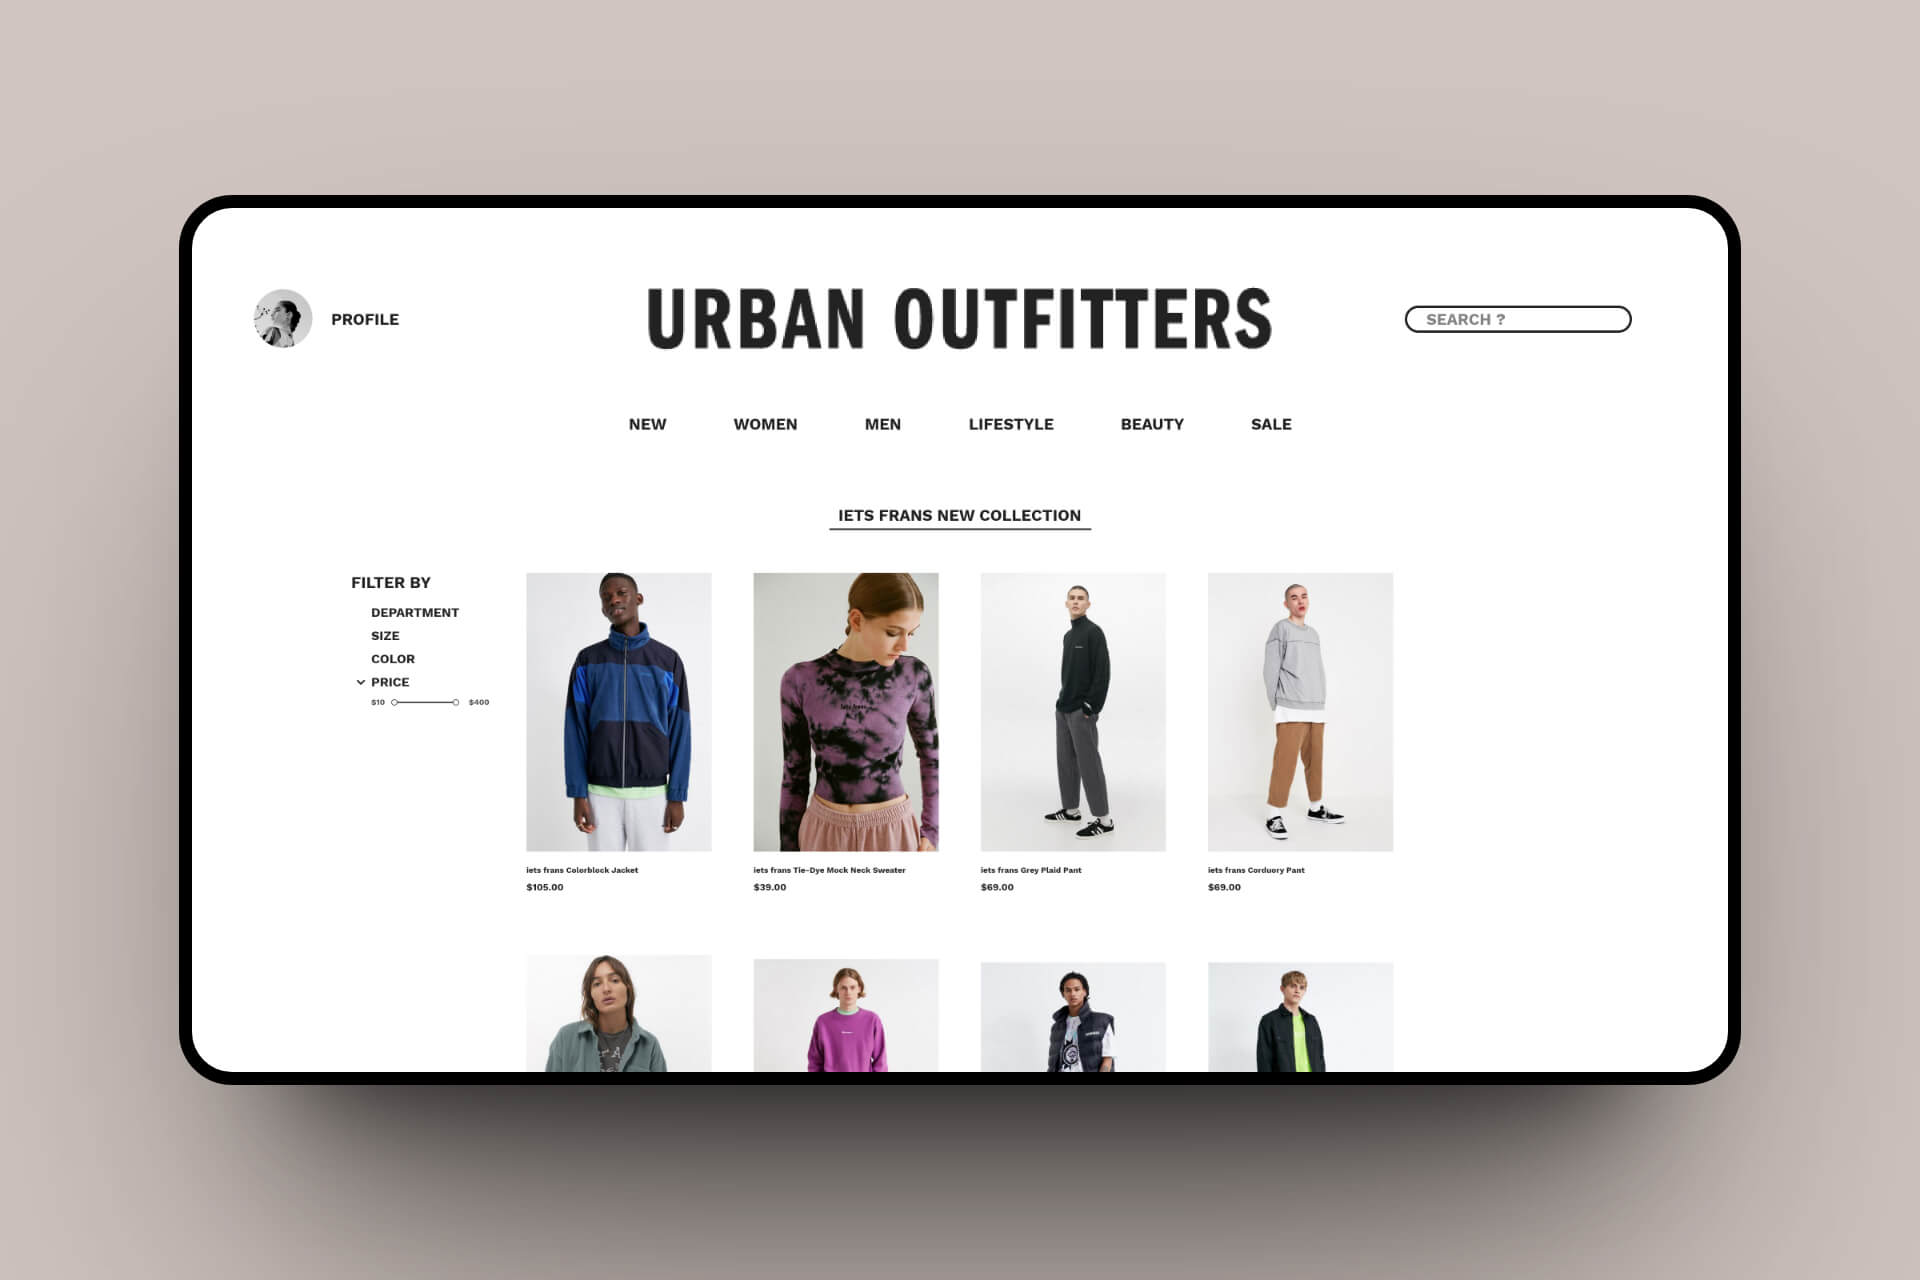 PROFILE
URBAN OUTFITTERS
SEARCH ?
NEW WOMEN MEN LIFESTYLE BEAUTY SALE
IETS FRANS NEW COLLECTION
FILTER BY
DEPARTMENT
SIZE
COLOR
PRICE
$10 $400
iets frans Colorblock Jacket
$105.00
iets frans Tie-Dye Mock Neck Sweater
$39.00
iets frans Grey Plaid Pant
$69.00
iets frans Corduory Pant
$69.00